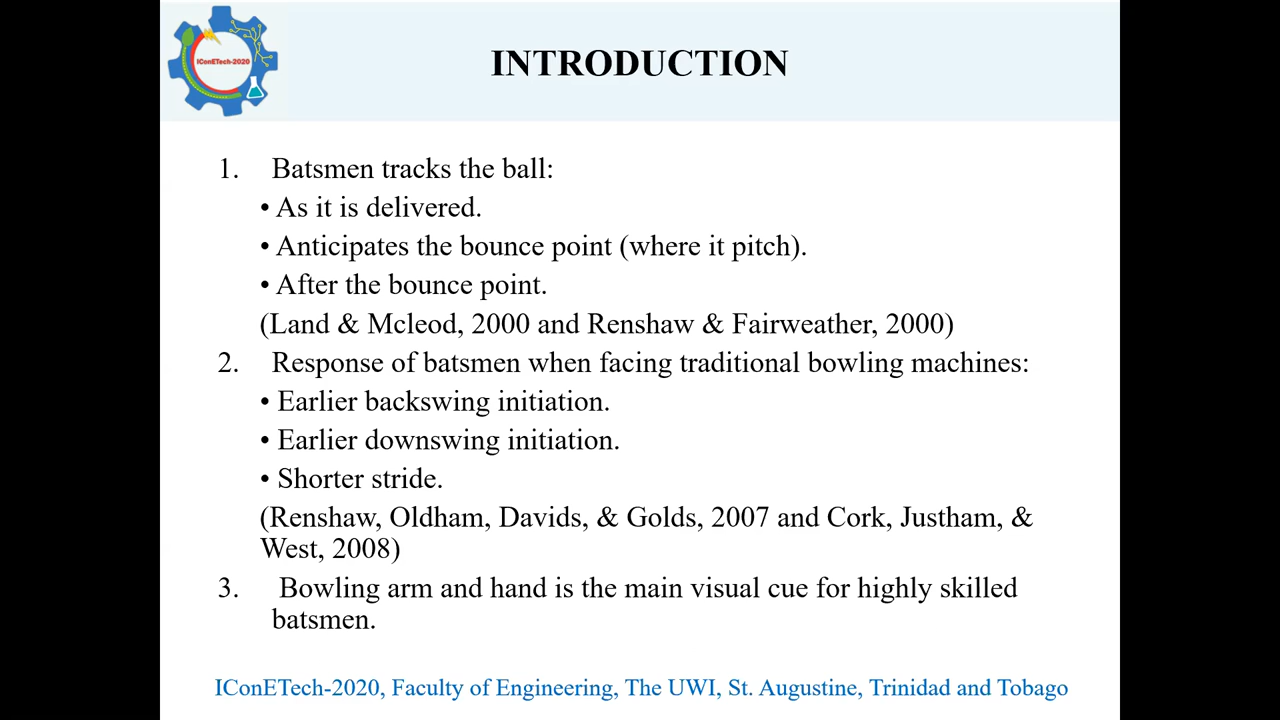 IConETech-2020
INTRODUCTION
1. Batsmen tracks the ball:
• As it is delivered.
• Anticipates the bounce point (where it pitch).
• After the bounce point.
(Land & Mcleod, 2000 and Renshaw & Fairweather, 2000)
2. Response of batsmen when facing traditional bowling machines:
• Earlier backswing initiation.
• Earlier downswing initiation.
• Shorter stride.
(Renshaw, Oldham, Davids, & Golds, 2007 and Cork, Justham, &
West, 2008)
3. Bowling arm and hand is the main visual cue for highly skilled
batsmen.
IConETech-2020, Faculty of Engineering, The UWI, St. Augustine, Trinidad and Tobago